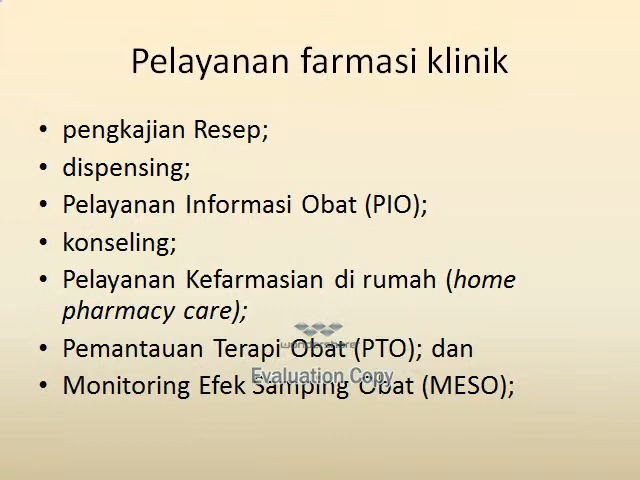 Pelayanan farmasi klinik
• pengkajian Resep;
• dispensing;
• Pelayanan Informasi Obat (PIO);
• konseling;
• Pelayanan Kefarmasian di rumah (home
pharmacy care);
wondershare
• Pemantauan Terapi Obat (PTO); dan
Evaluation Copy
• Monitoring Efek Samping Obat (MESO);